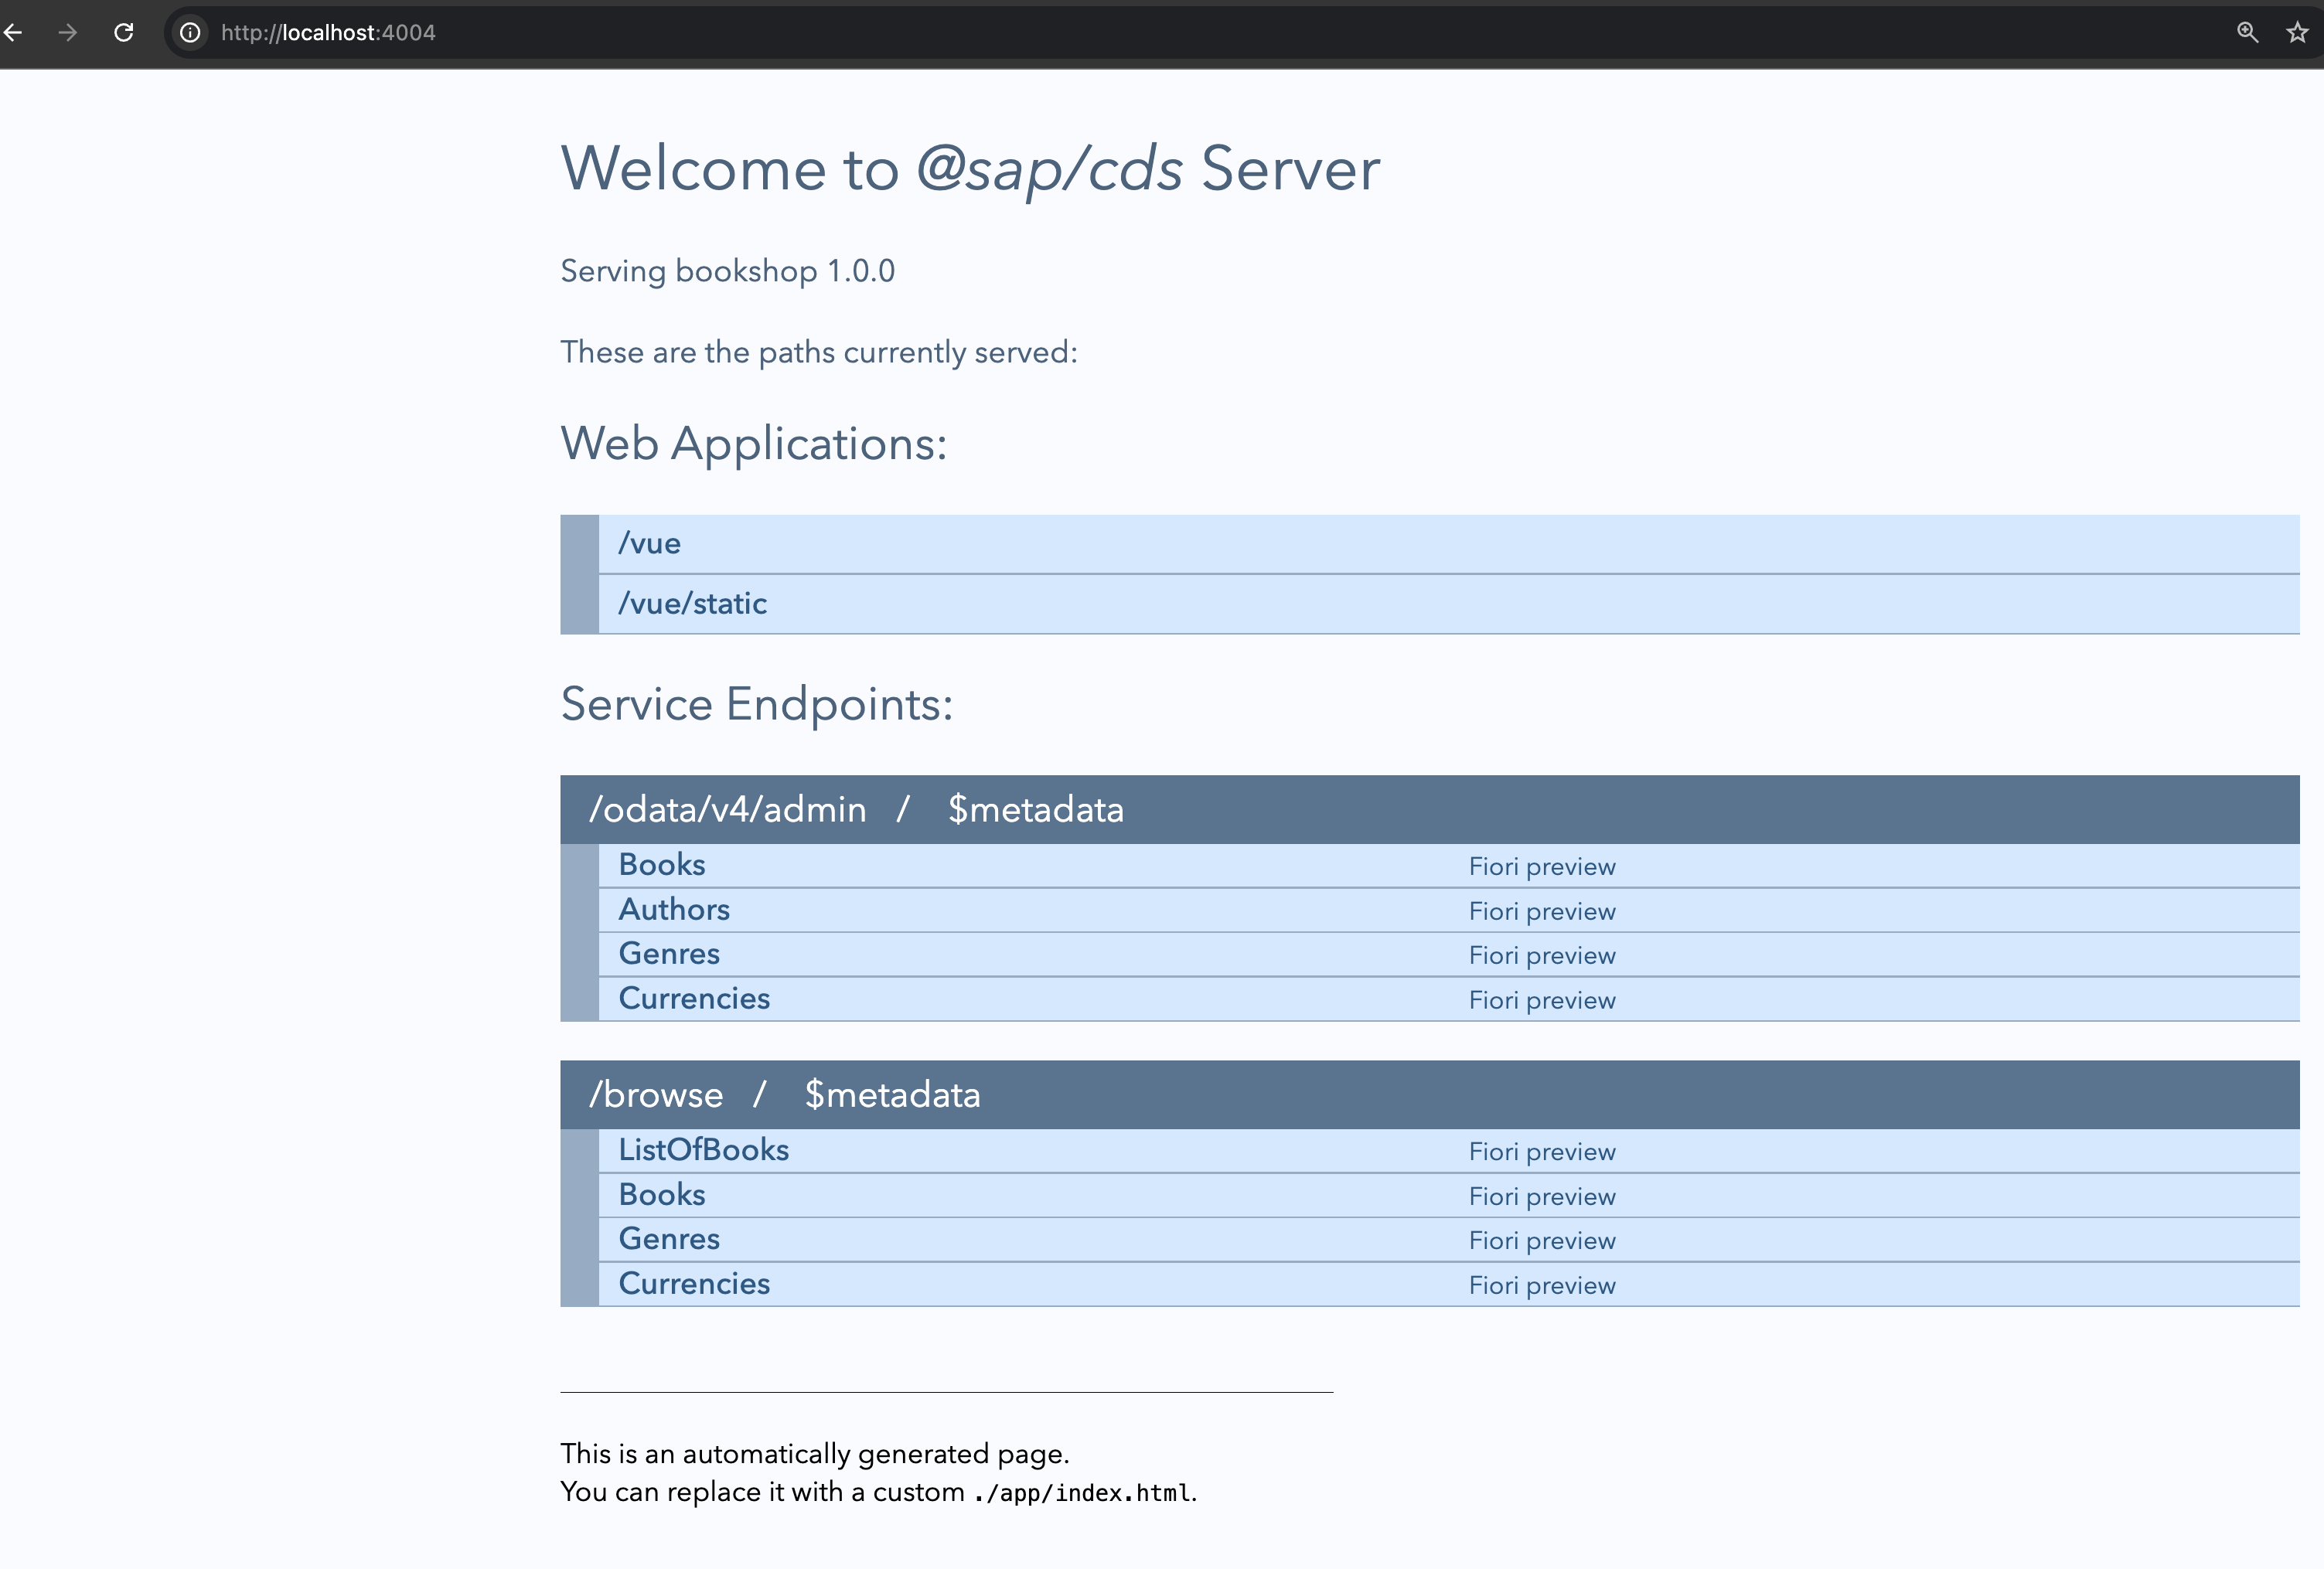 http://localhost:4004
Welcome to @sap/cds Server
Serving bookshop 1.0.0
These are the paths currently served:
Web Applications:
/vue
/vue/static
Service Endpoints:
/odata/v4/admin / $metadata
Books Fiori preview
Authors Fiori preview
Genres Fiori preview
Currencies Fiori preview
/browse / $metadata
ListOfBooks Fiori preview
Books Fiori preview
Genres Fiori preview
Currencies Fiori preview
This is an automatically generated page.
You can replace it with a custom ./app/index.html.